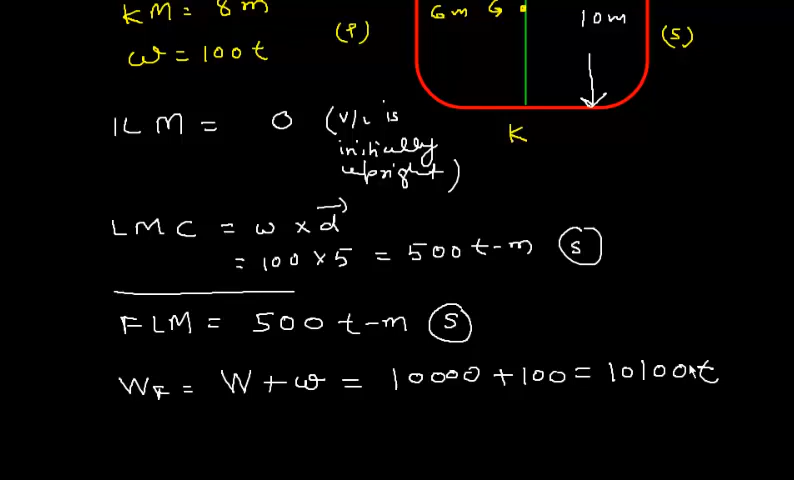 KM = 8m
W = 100t
(P)
6m G
10m
(S)
K
ILM = 0 (V/L is
initially
upright)
LMC = w x d
= 100 x 5 = 500 t-m (S)
FLM = 500 t-m (S)
WF = W + w = 10000 + 100 = 10100t